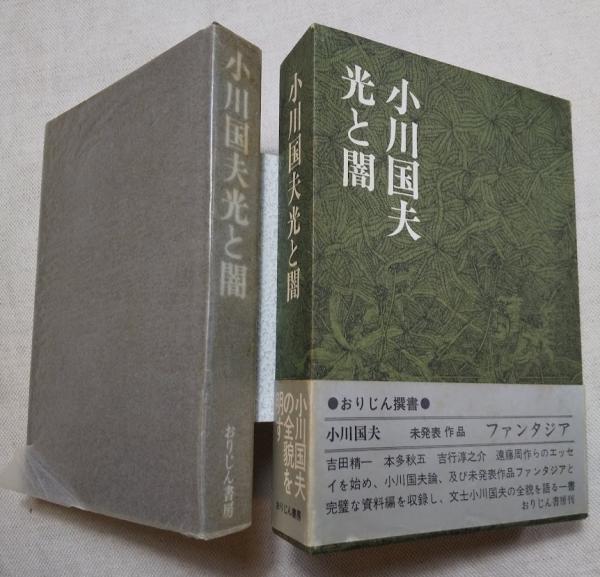 小川国夫光と闇
おりじん書房
小川国夫光と闇
小川国夫
の全貌を
明す
おりじん書房
小川国夫
光と闇
●おりじん撰書●
小川国夫 未発表作品 ファンタジア
吉田精一 本多秋五 吉行淳之介 遠藤周作らのエッセ
イを始め、小川国夫論、及び未発表作品ファンタジアと
完璧な資料編を収録し、文士小川国夫の全貌を語る一書
おりじん書房刊